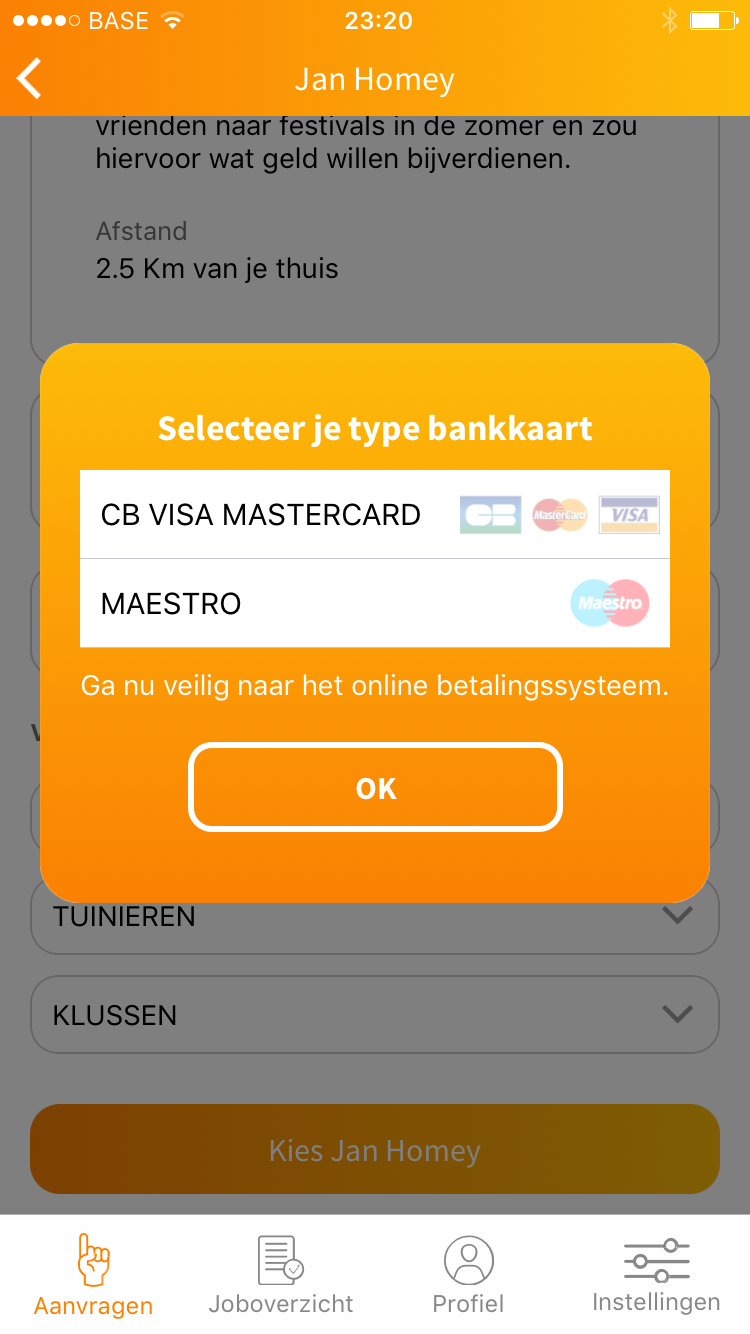 BASE 23:20
Jan Homey
vrienden naar festivals in de zomer en zou
hiervoor wat geld willen bijverdienen.
Afstand
2.5 Km van je thuis
Selecteer je type bankkaart
CB VISA MASTERCARD CB MasterCard VISA
MAESTRO Maestro
Ga nu veilig naar het online betalingssysteem.
OK
TUINIEREN
KLUSSEN
Kies Jan Homey
Aanvragen Joboverzicht Profiel Instellingen